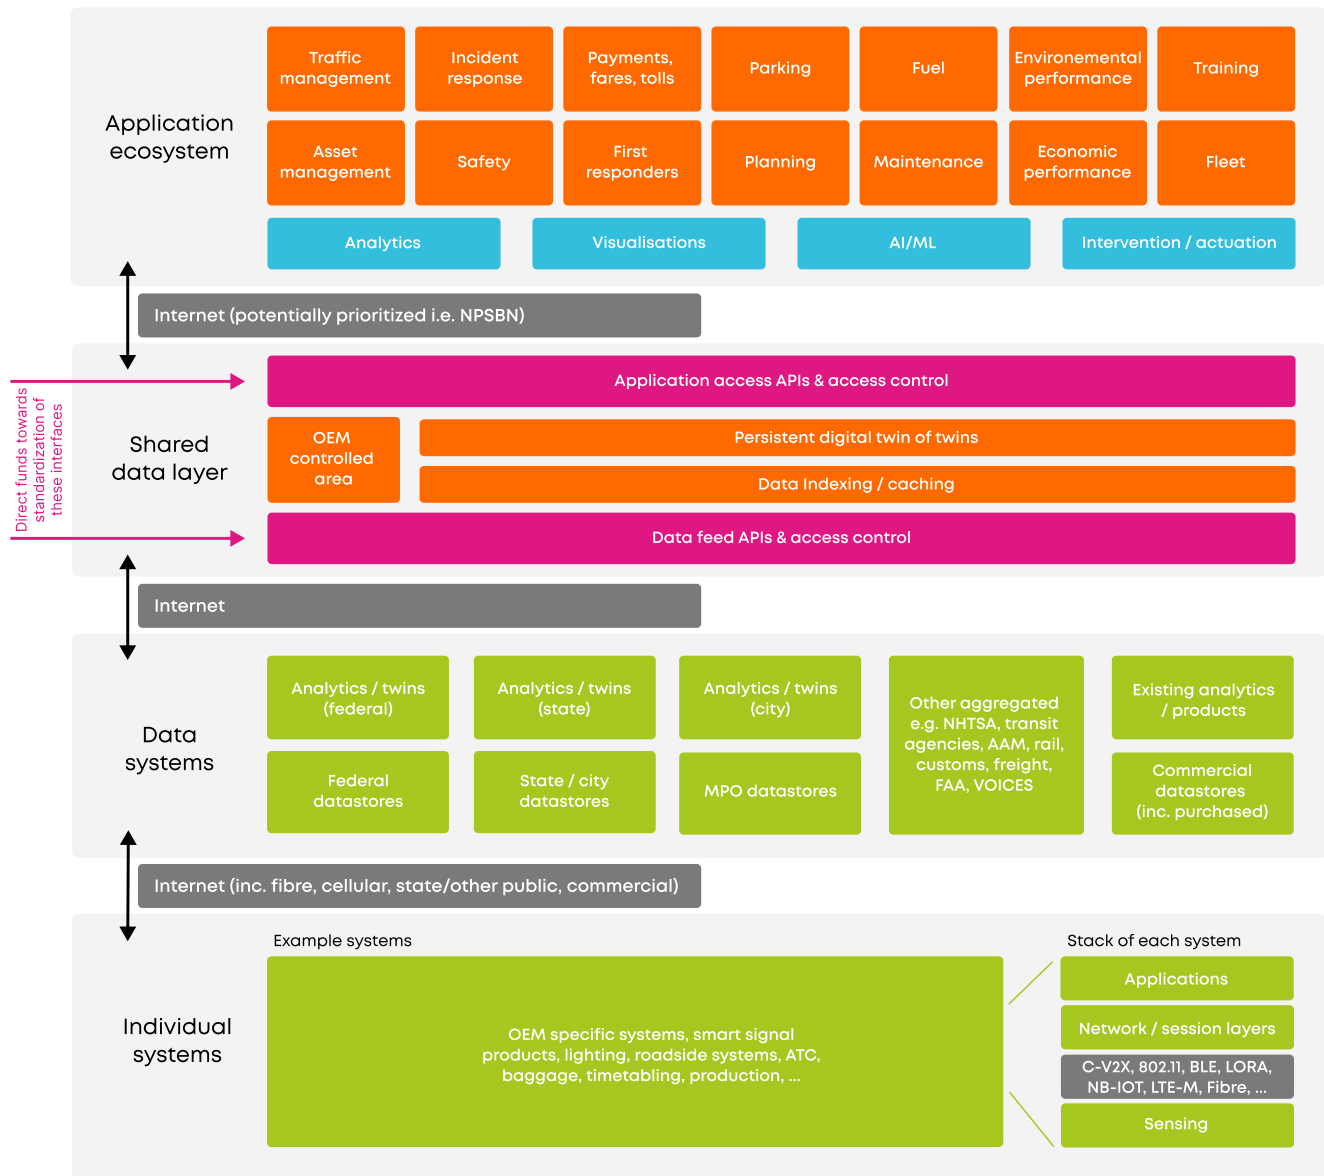 Application
ecosystem
Traffic
management
Incident
response
Payments,
fares, tolls
Parking
Fuel
Environemental
performance
Training
Asset
management
Safety
First
responders
Planning
Maintenance
Economic
performance
Fleet
Analytics
Visualisations
AI/ML
Intervention / actuation
Internet (potentially prioritized i.e. NPSBN)
Direct funds towards
standardization of
these interfaces
Shared
data layer
Application access APIs & access control
OEM
controlled
area
Persistent digital twin of twins
Data Indexing / caching
Data feed APIs & access control
Internet
Data
systems
Analytics / twins
(federal)
Analytics / twins
(state)
Analytics / twins
(city)
Other aggregated
e.g. NHTSA, transit
agencies, AAM, rail,
customs, freight,
FAA, VOICES
Existing analytics
/ products
Federal
datastores
State / city
datastores
MPO datastores
Commercial
datastores
(inc. purchased)
Internet (inc. fibre, cellular, state/other public, commercial)
Individual
systems
Example systems
OEM specific systems, smart signal
products, lighting, roadside systems, ATC,
baggage, timetabling, production, ...
Stack of each system
Applications
Network / session layers
C-V2X, 802.11, BLE, LORA,
NB-IOT, LTE-M, Fibre, ...
Sensing